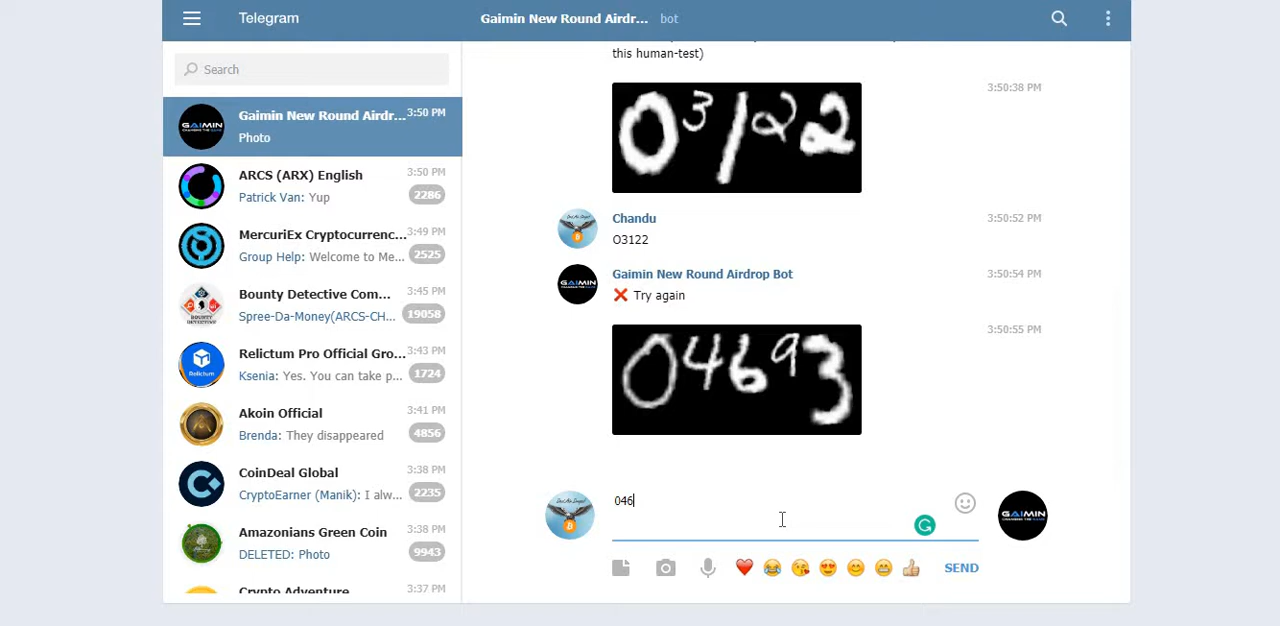 Telegram
Gaimin New Round Airdr... bot
Search
Gaimin New Round Airdr... 3:50 PM
Photo
ARCS (ARX) English 3:50 PM
Patrick Van: Yup 2286
MercuriEx Cryptocurrenc... 3:49 PM
Group Help: Welcome to Me... 2525
Bounty Detective Com... 3:45 PM
Spree-Da-Money(ARCS-CH... 19058
Relictum Pro Official Gro... 3:43 PM
Ksenia: Yes. You can take p... 1724
Akoin Official 3:41 PM
Brenda: They disappeared 4856
CoinDeal Global 3:38 PM
CryptoEarner (Manik): I alw... 2235
Amazonians Green Coin 3:38 PM
DELETED: Photo 9943
Crypto Adventure 3:37 PM
this human-test)
3:50:38 PM
03122
Chandu 3:50:52 PM
O3122
Gaimin New Round Airdrop Bot 3:50:54 PM
❌ Try again
3:50:55 PM
04693
046
SEND
GAIMIN